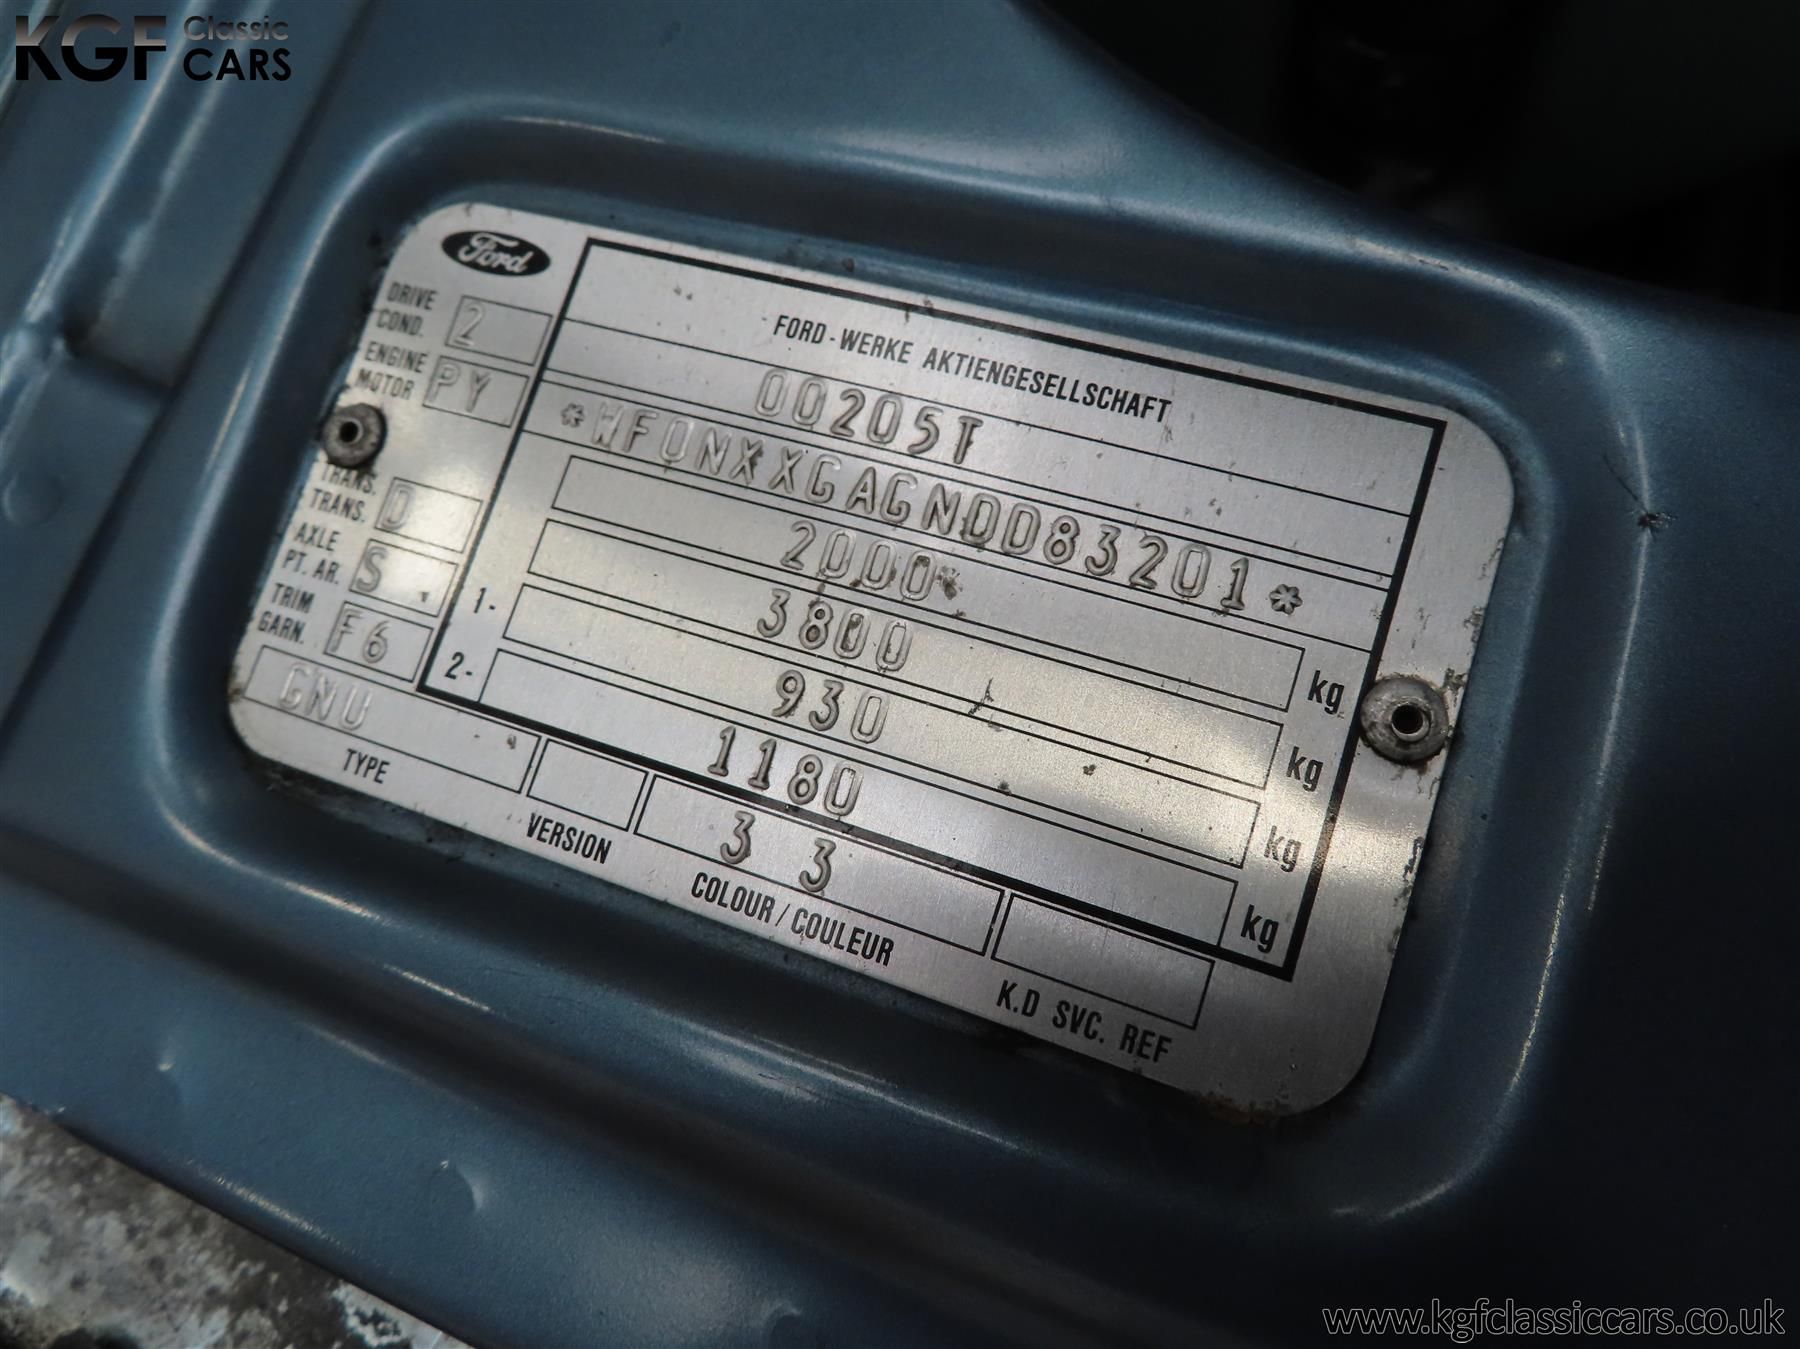 KGF Classic
CARS
Ford
FORD-WERKE AKTIENGESELLSCHAFT
DRIVE
COND. 2
ENGINE
MOTOR PY
TRANS.
TRANS. D
AXLE
PT. AR. S
TRIM
GARN. F6
00205T
*WF0NXXGAGNDD83201*
2000 kg
3800 kg
1- 930 kg
2- 1180 kg
GNU
TYPE
VERSION
3 3
COLOUR/COULEUR
K.D SVC. REF
www.kgfclassiccars.co.uk